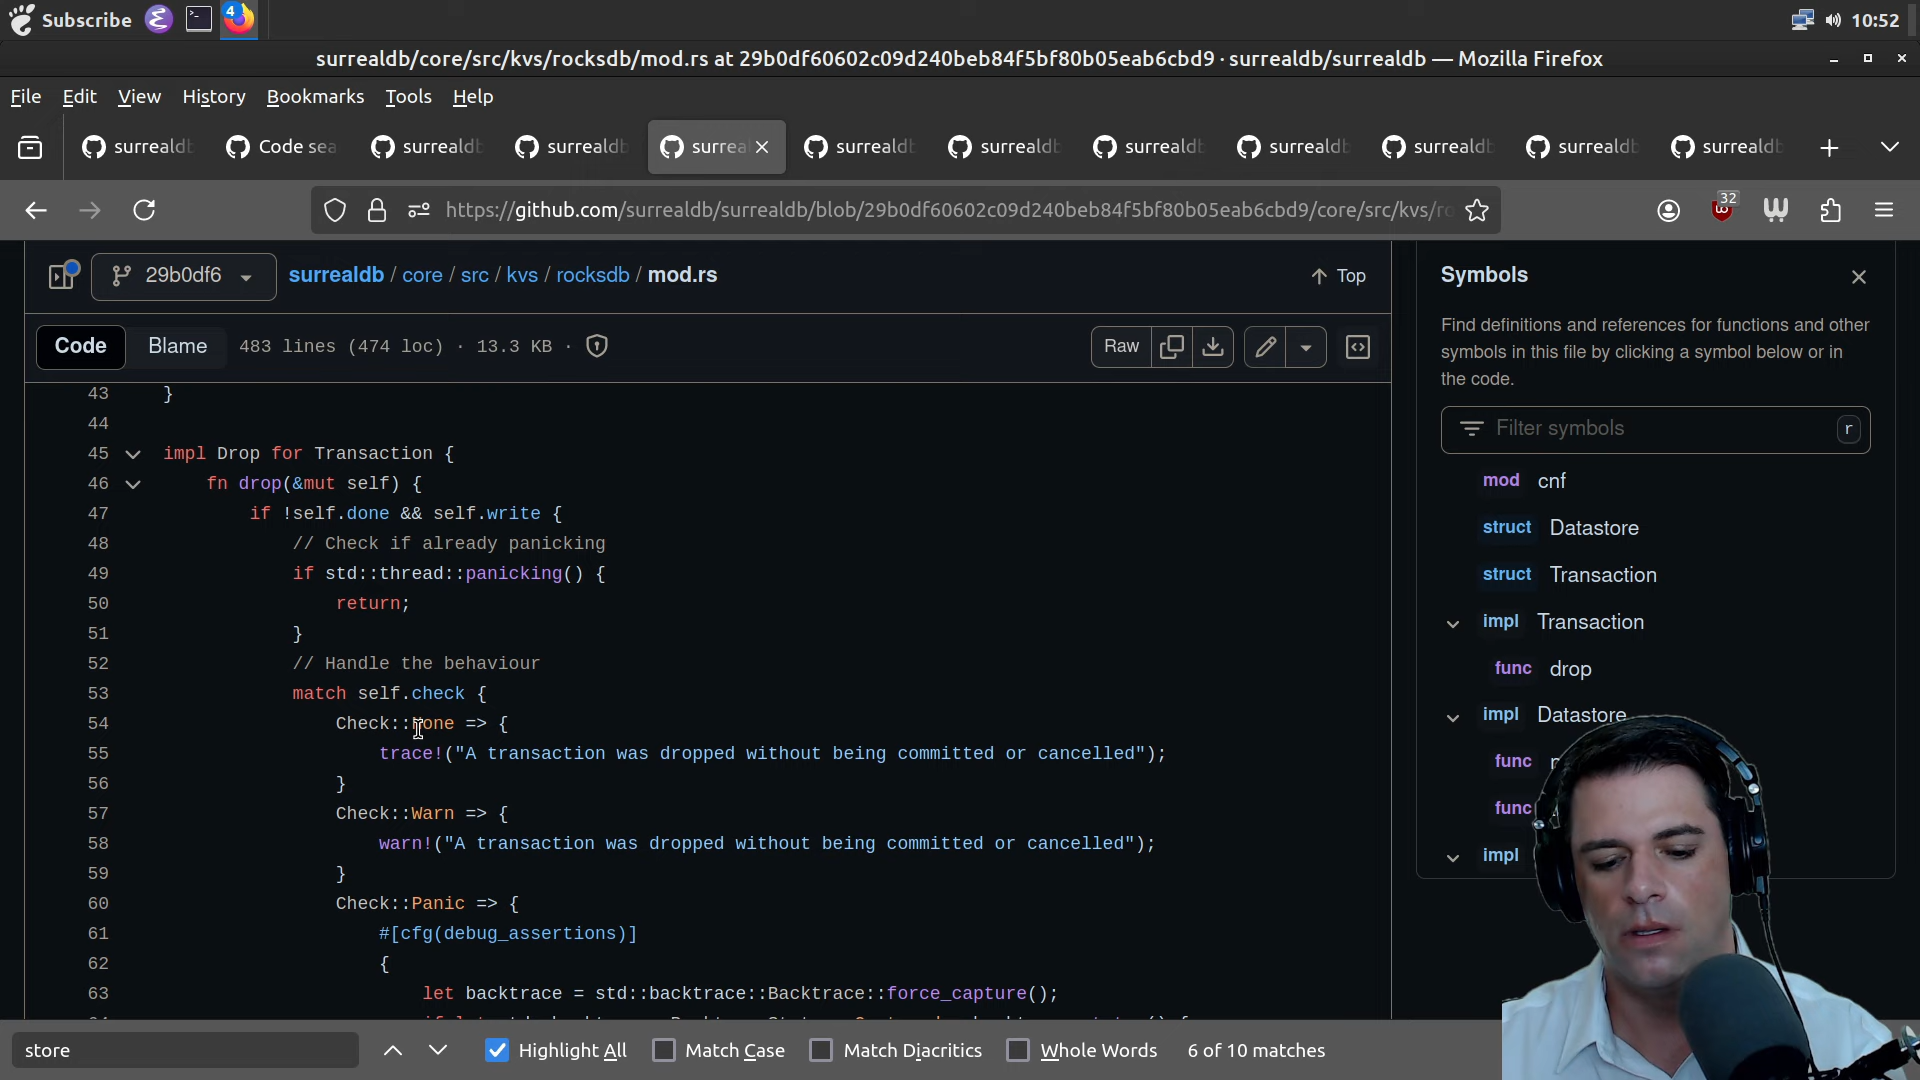 Subscribe
4
10:52
surrealdb/core/src/kvs/rocksdb/mod.rs at 29b0df60602c09d240beb84f5bf80b05eab6cbd9 · surrealdb/surrealdb — Mozilla Firefox
File Edit View History Bookmarks Tools Help
surrealdb Code sea surrealdb surrealdb surrea surrealdb surrealdb surrealdb surrealdb surrealdb surrealdb surrealdb
https://github.com/surrealdb/surrealdb/blob/29b0df60602c09d240beb84f5bf80b05eab6cbd9/core/src/kvs/ro
32
29b0df6 surrealdb / core / src / kvs / rocksdb / mod.rs Top
Code Blame 483 lines (474 loc) · 13.3 KB · Raw
43 }
44
45 impl Drop for Transaction {
46 fn drop(&mut self) {
47 if !self.done && self.write {
48 // Check if already panicking
49 if std::thread::panicking() {
50 return;
51 }
52 // Handle the behaviour
53 match self.check {
54 Check::None => {
55 trace!("A transaction was dropped without being committed or cancelled");
56 }
57 Check::Warn => {
58 warn!("A transaction was dropped without being committed or cancelled");
59 }
60 Check::Panic => {
61 #[cfg(debug_assertions)]
62 {
63 let backtrace = std::backtrace::Backtrace::force_capture();
Symbols
Find definitions and references for functions and other
symbols in this file by clicking a symbol below or in
the code.
Filter symbols r
mod cnf
struct Datastore
struct Transaction
impl Transaction
func drop
impl Datastore
func
func
impl
store Highlight All Match Case Match Diacritics Whole Words 6 of 10 matches